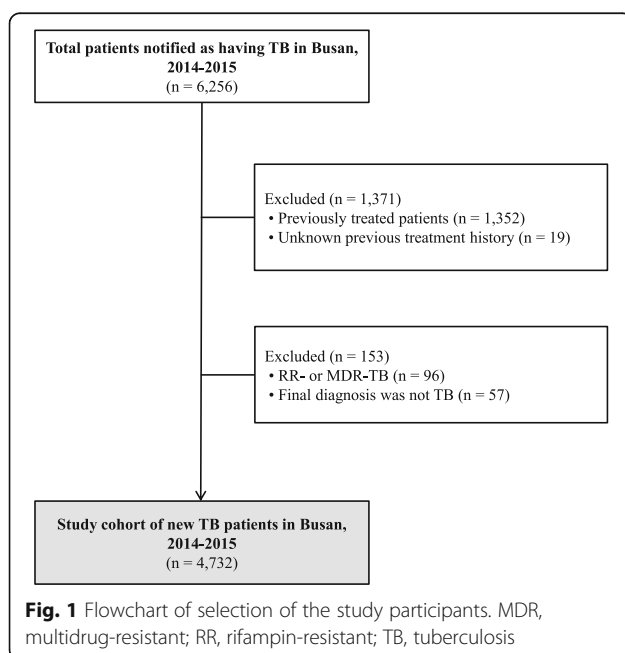 Total patients notified as having TB in Busan,
2014-2015
(n = 6,256)
Excluded (n = 1,371)
• Previously treated patients (n = 1,352)
• Unknown previous treatment history (n = 19)
Excluded (n = 153)
• RR- or MDR-TB (n = 96)
• Final diagnosis was not TB (n = 57)
Study cohort of new TB patients in Busan,
2014-2015
(n = 4,732)
Fig. 1 Flowchart of selection of the study participants. MDR,
multidrug-resistant; RR, rifampin-resistant; TB, tuberculosis